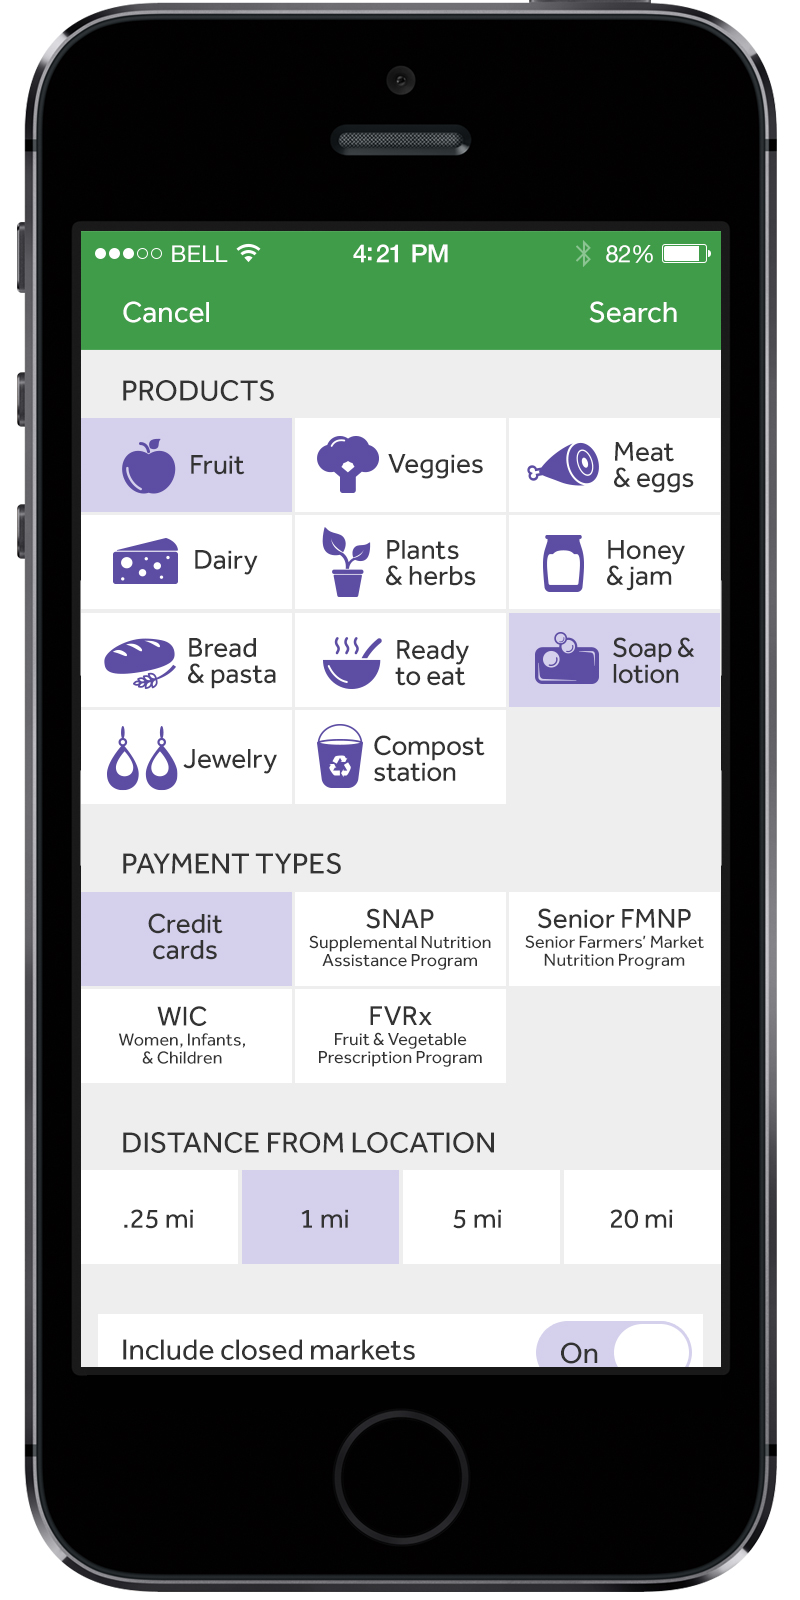 BELL 4:21 PM 82%
Cancel Search
PRODUCTS
Fruit
Veggies
Meat
& eggs
Dairy
Plants
& herbs
Honey
& jam
Bread
& pasta
Ready
to eat
Soap &
lotion
Jewelry
Compost
station
PAYMENT TYPES
Credit
cards
SNAP
Supplemental Nutrition
Assistance Program
Senior FMNP
Senior Farmers' Market
Nutrition Program
WIC
Women, Infants,
& Children
FVRx
Fruit & Vegetable
Prescription Program
DISTANCE FROM LOCATION
.25 mi 1 mi 5 mi 20 mi
Include closed markets On